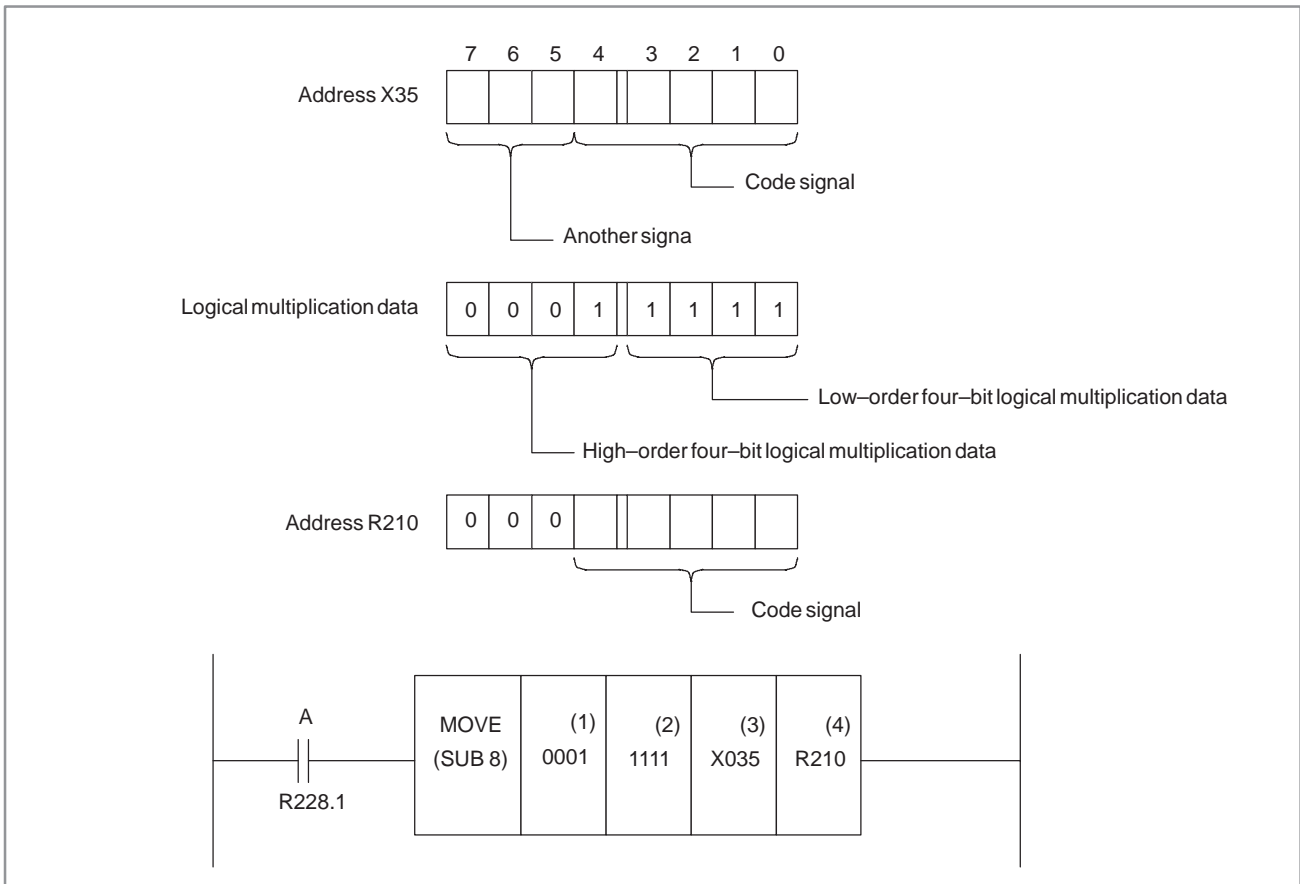 7 6 5 4 3 2 1 0
Address X35
Code signal
Another signa
Logical multiplication data 0 0 0 1 1 1 1 1
Low–order four–bit logical multiplication data
High–order four–bit logical multiplication data
Address R210 0 0 0
Code signal
A
MOVE (1) (2) (3) (4)
(SUB 8) 0001 1111 X035 R210
R228.1